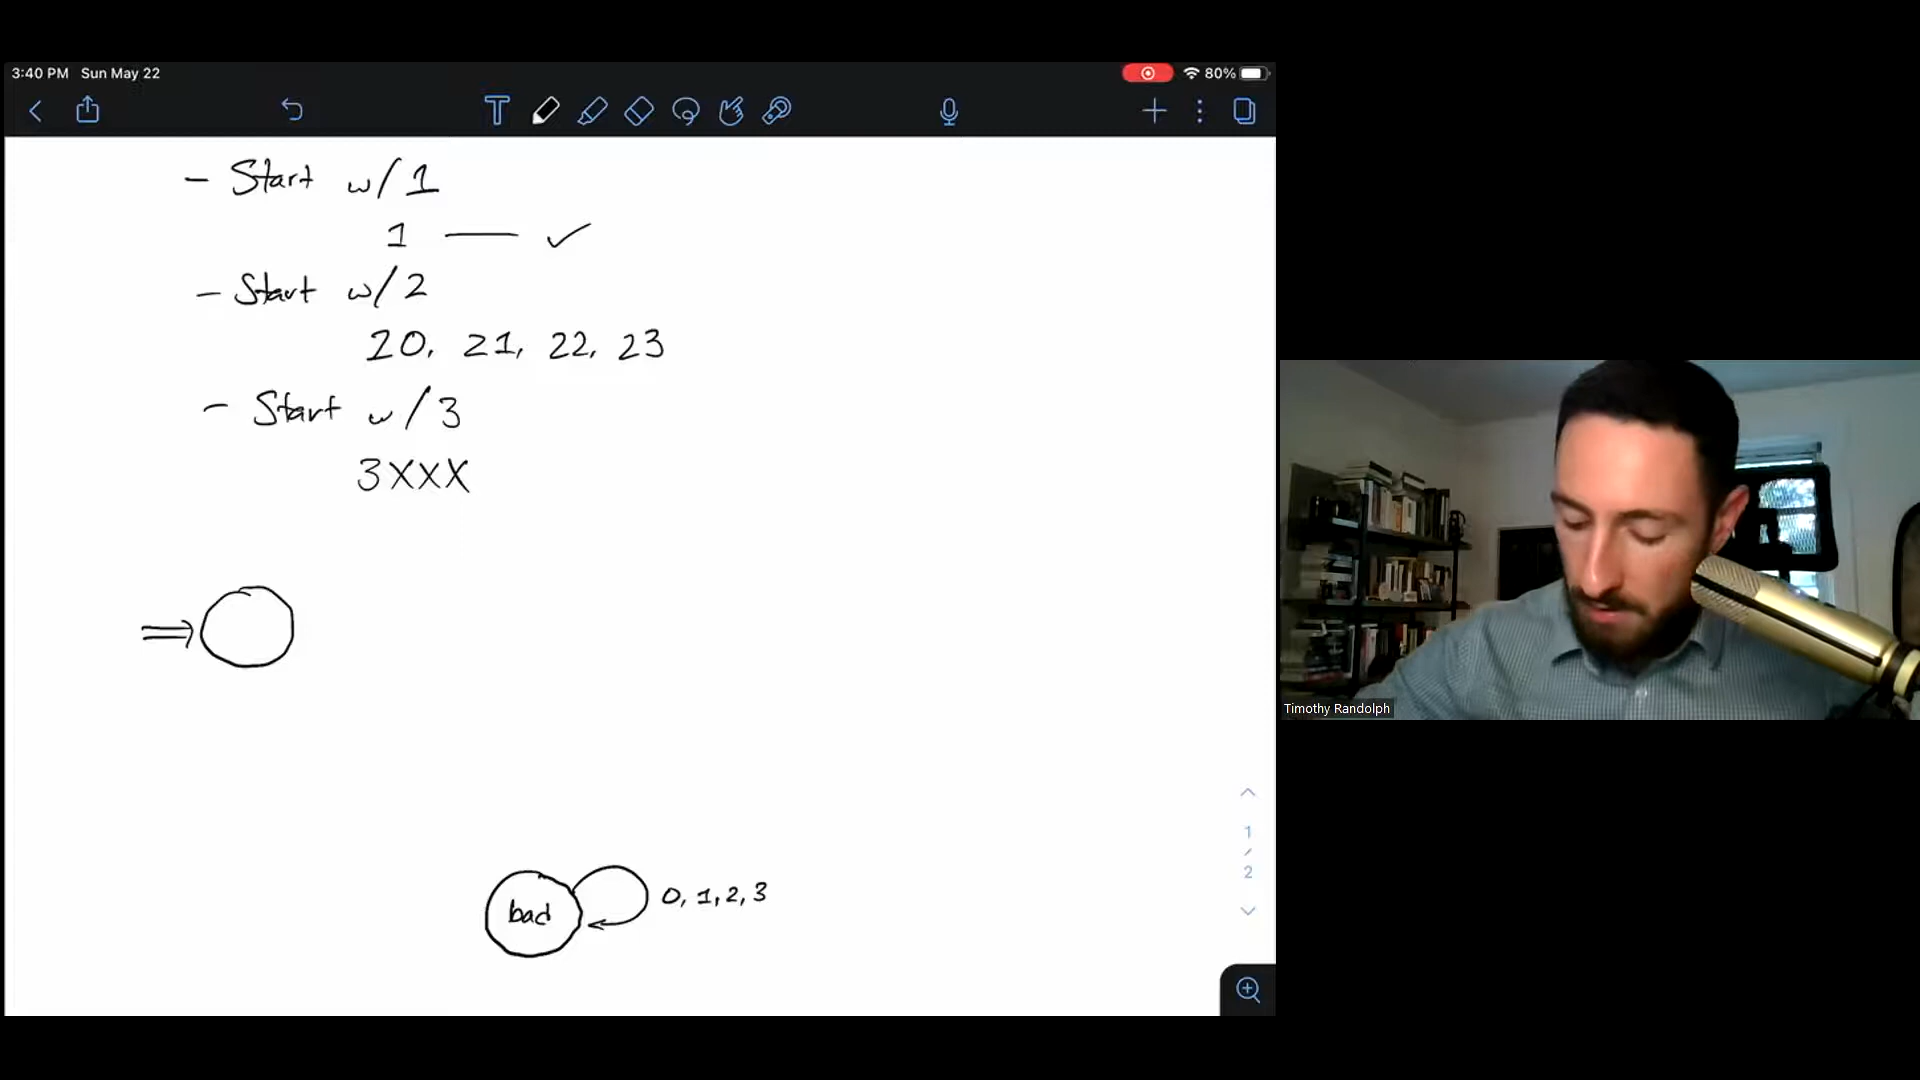 3:40 PM Sun May 22
80%
- Start w/ 1
1 — ✓
- Start w/ 2
20, 21, 22, 23
- Start w/ 3
3XXX
bad
0, 1, 2, 3
1
/
2
Timothy Randolph